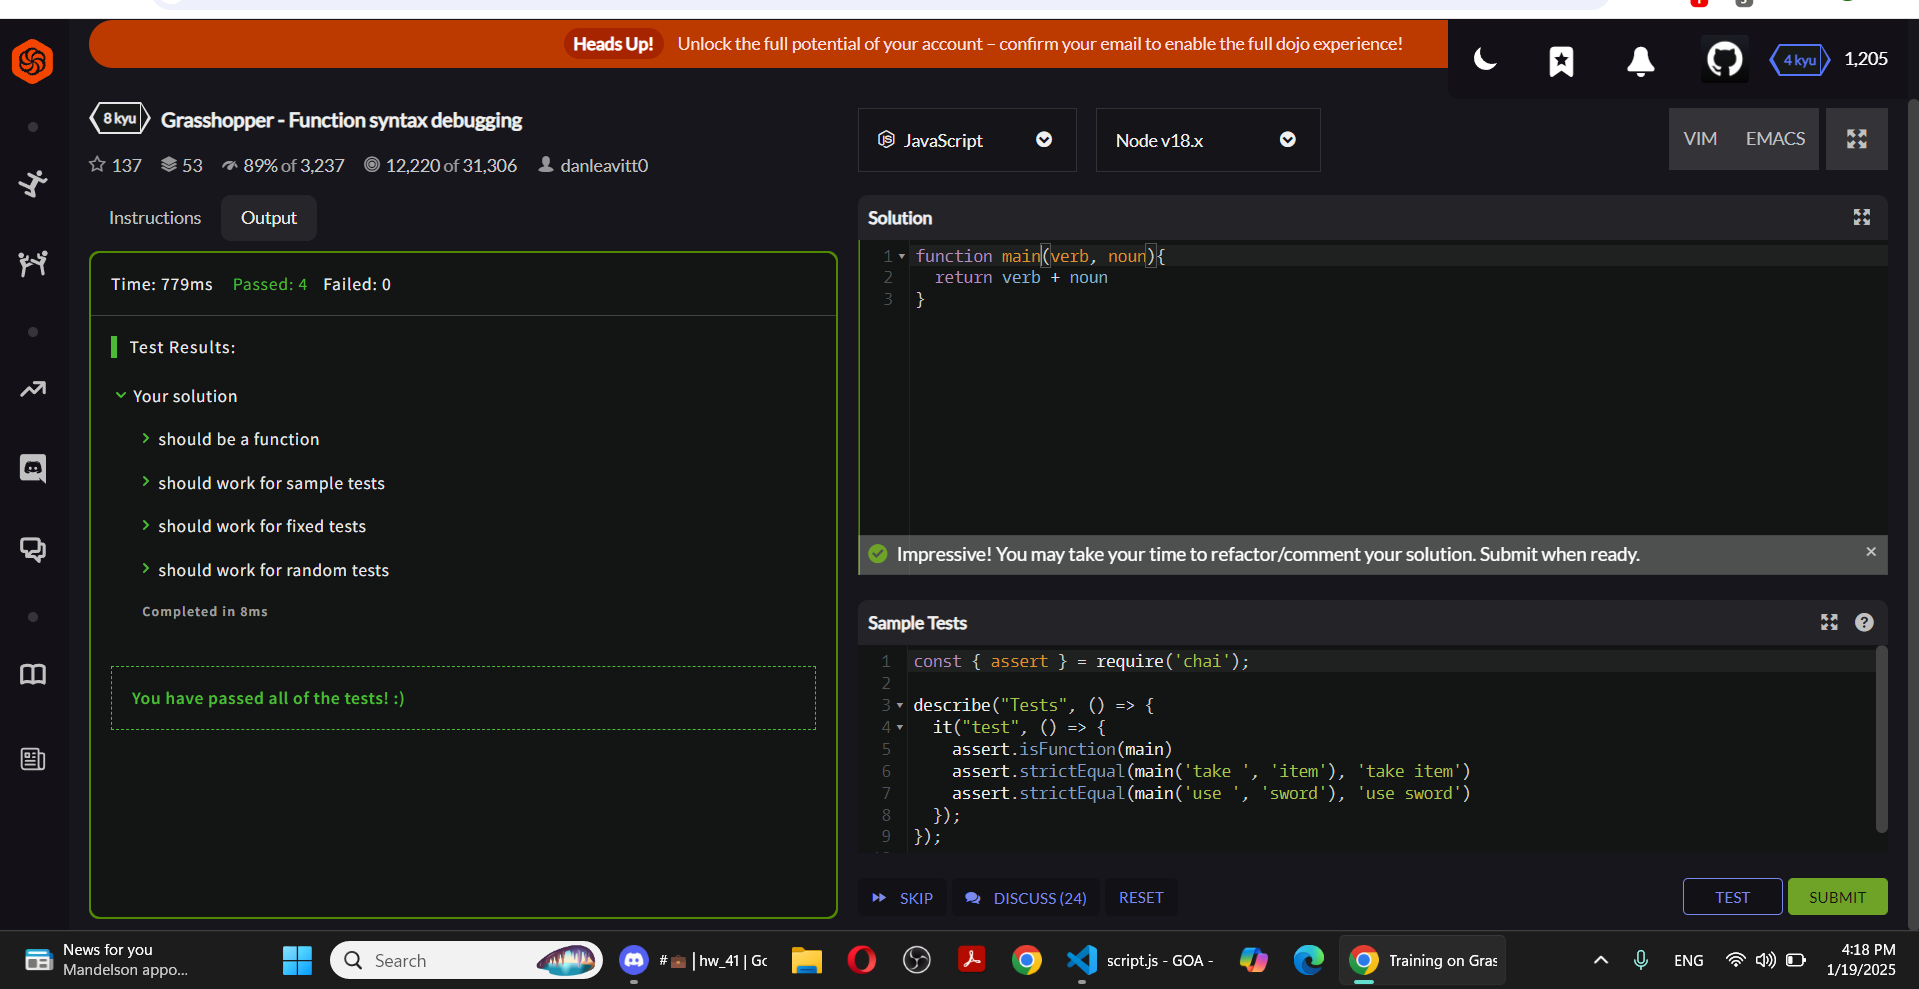 Heads Up! Unlock the full potential of your account – confirm your email to enable the full dojo experience!
4 kyu 1,205
8 kyu Grasshopper - Function syntax debugging
137 53 89% of 3,237 12,220 of 31,306 danleavitt0
JavaScript
Node v18.x
VIM EMACS
Instructions Output
Time: 779ms Passed: 4 Failed: 0
Test Results:
Your solution
should be a function
should work for sample tests
should work for fixed tests
should work for random tests
Completed in 8ms
You have passed all of the tests! :)
Solution
1 function main(verb, noun){
2 return verb + noun
3 }
Impressive! You may take your time to refactor/comment your solution. Submit when ready.
Sample Tests
1 const { assert } = require('chai');
2
3 describe("Tests", () => {
4 it("test", () => {
5 assert.isFunction(main)
6 assert.strictEqual(main('take ', 'item'), 'take item')
7 assert.strictEqual(main('use ', 'sword'), 'use sword')
8 });
9 });
SKIP DISCUSS (24) RESET
TEST SUBMIT
News for you
Mandelson appo...
Search
# | hw_41 | Go
script.js - GOA -
Training on Gras
ENG
4:18 PM
1/19/2025